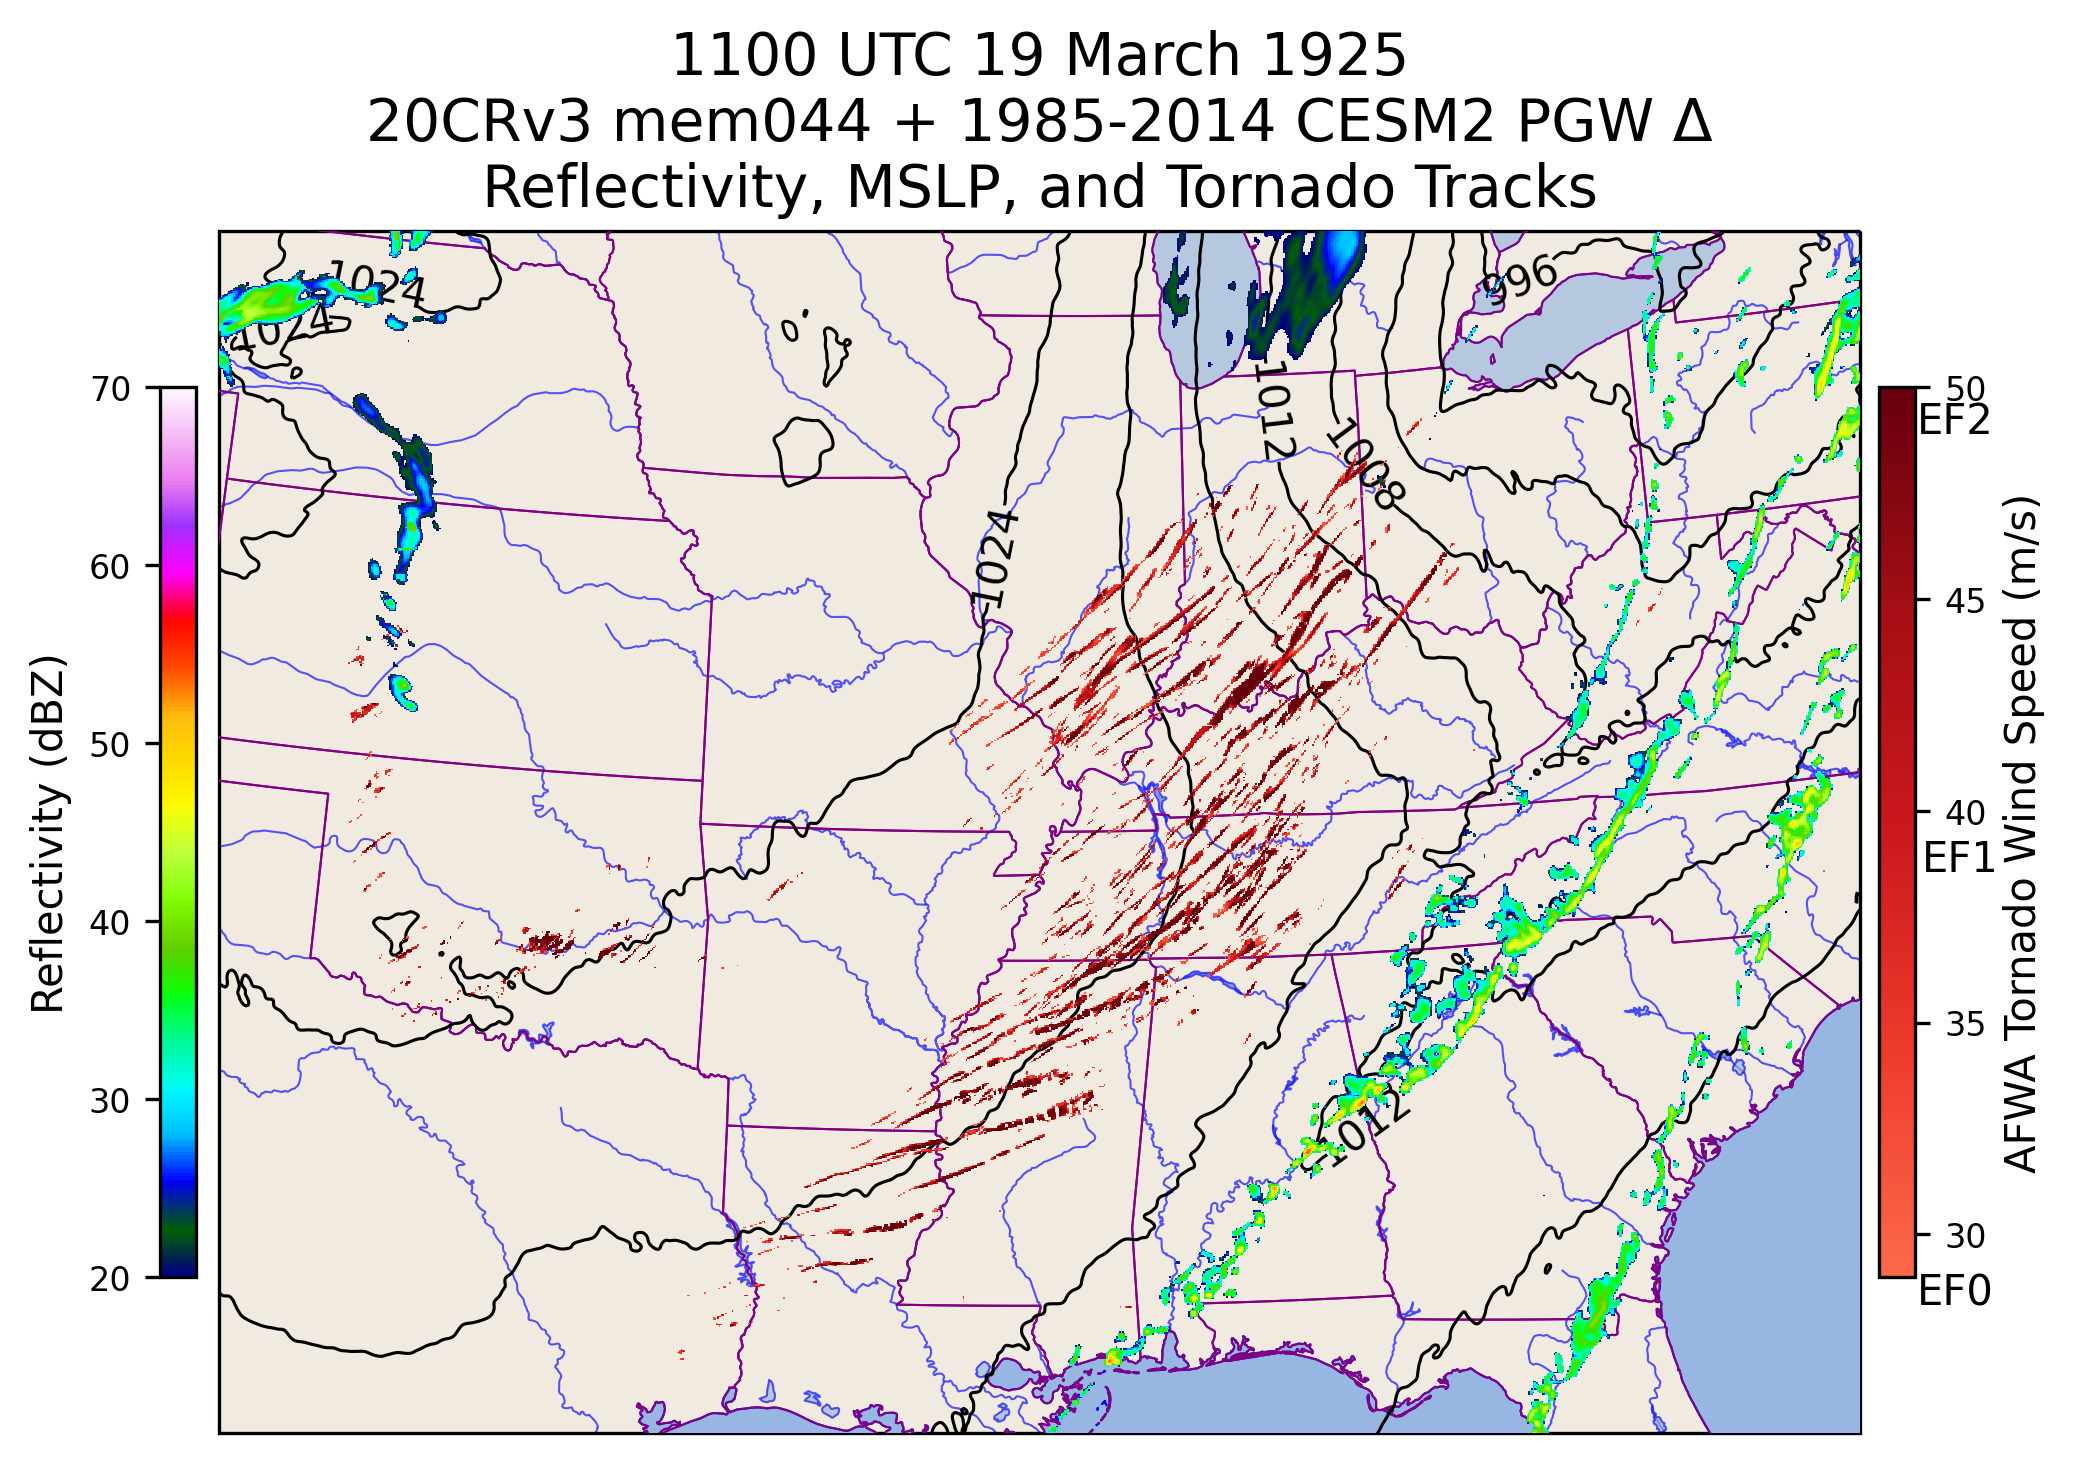 1100 UTC 19 March 1925
20CRv3 mem044 + 1985-2014 CESM2 PGW Δ
Reflectivity, MSLP, and Tornado Tracks
1024
1024
996
1012
1008
1024
1012
Reflectivity (dBZ)
70
60
50
40
30
20
50
EF2
45
40
EF1
35
30
EF0
AFWA Tornado Wind Speed (m/s)